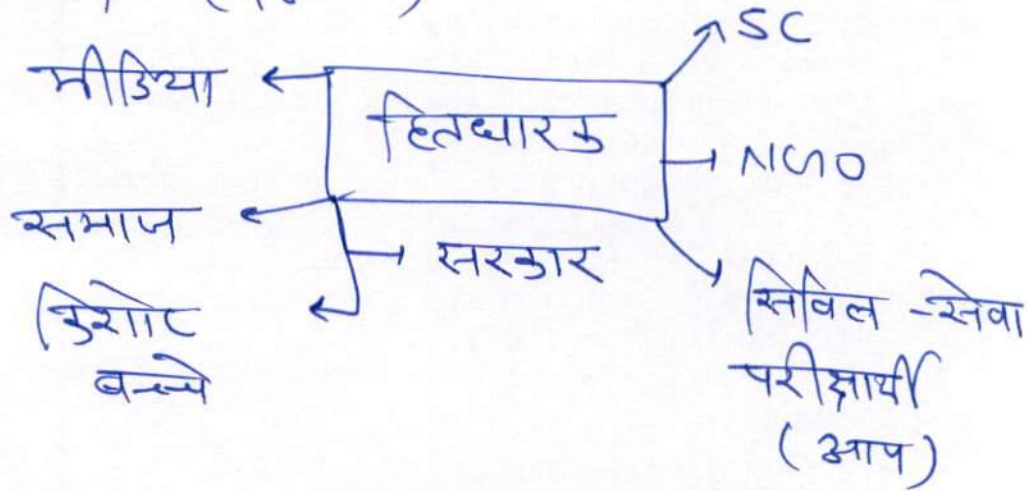 SC
मीडिया
हितधारक
NGO
समाज
सरकार
किशोर
बच्चे
सिविल-सेवा
परीक्षार्थी
(आप)